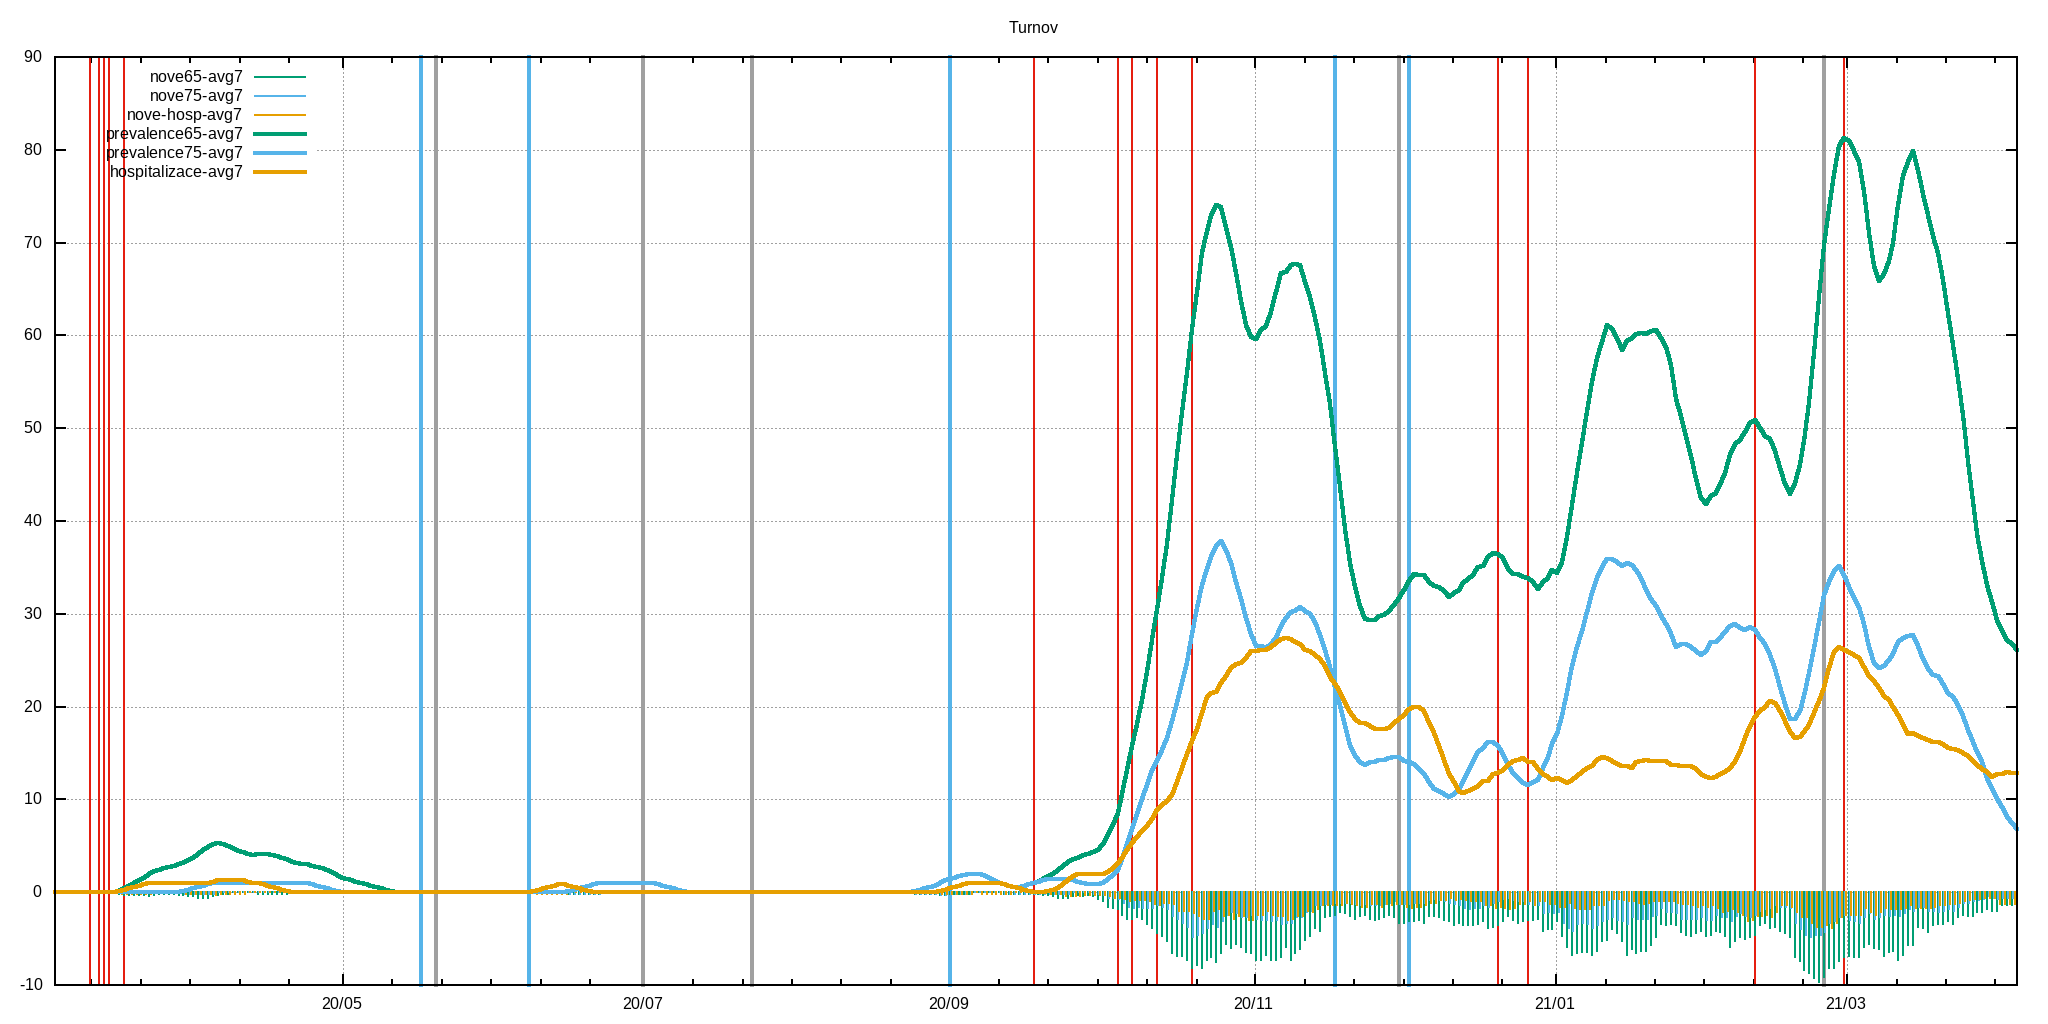 Turnov
90
80
70
60
50
40
30
20
10
0
-10
nove65-avg7
nove75-avg7
nove-hosp-avg7
prevalence65-avg7
prevalence75-avg7
hospitalizace-avg7
20/05 20/07 20/09 20/11 21/01 21/03